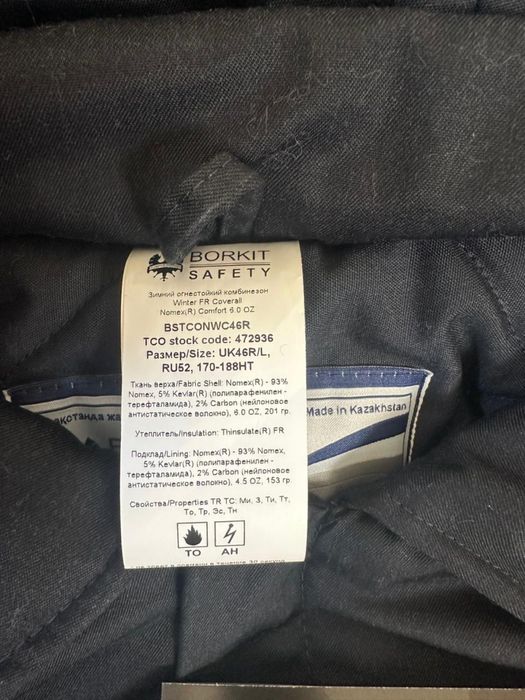 BORKIT
SAFETY
Зимний огнестойкий комбинезон
Winter FR Coverall
Nomex(R) Comfort 6.0 OZ
BSTCONWC46R
TCO stock code: 472936
Размер/Size: UK46R/L,
RU52, 170-188HT
Ткань верха/Fabric Shell: Nomex(R) - 93%
Nomex, 5% Kevlar(R) (полипарафенилен -
терефталамида), 2% Carbon (нейлоновое
антистатическое волокно), 6.0 OZ, 201 гр.
Утеплитель/Insulation: Thinsulate(R) FR
Подклад/Lining: Nomex(R) - 93% Nomex,
5% Kevlar(R) (полипарафенилен -
терефталамида), 2% Carbon (нейлоновое
антистатическое волокно), 4.5 OZ, 153 гр.
Свойства/Properties TR TC: Ми, З, Ти, Тт,
То, Тр, Эс, Тн
ТО АН
Made in Kazakhstan